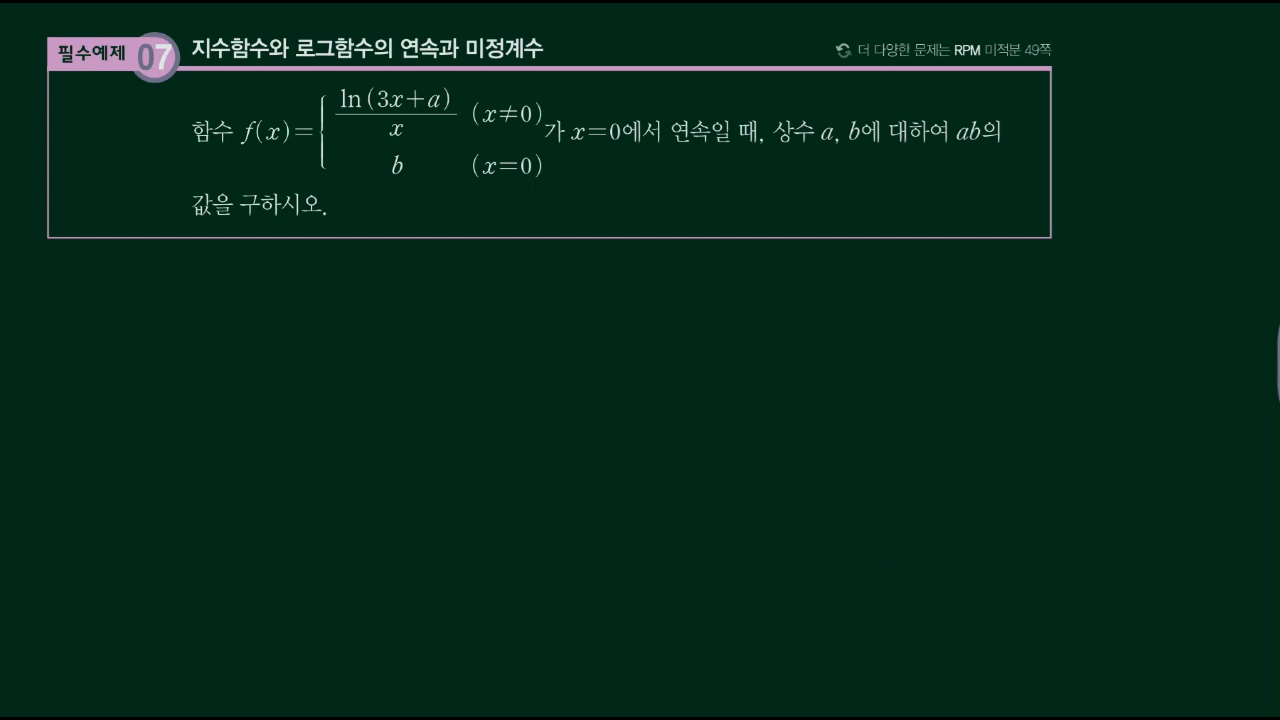 필수예제 07 지수함수와 로그함수의 연속과 미정계수 더 다양한 문제는 RPM 미적분 49쪽
함수 f(x)={ ln(3x+a)/x (x≠0) b (x=0) 가 x=0에서 연속일 때, 상수 a, b에 대하여 ab의
값을 구하시오.